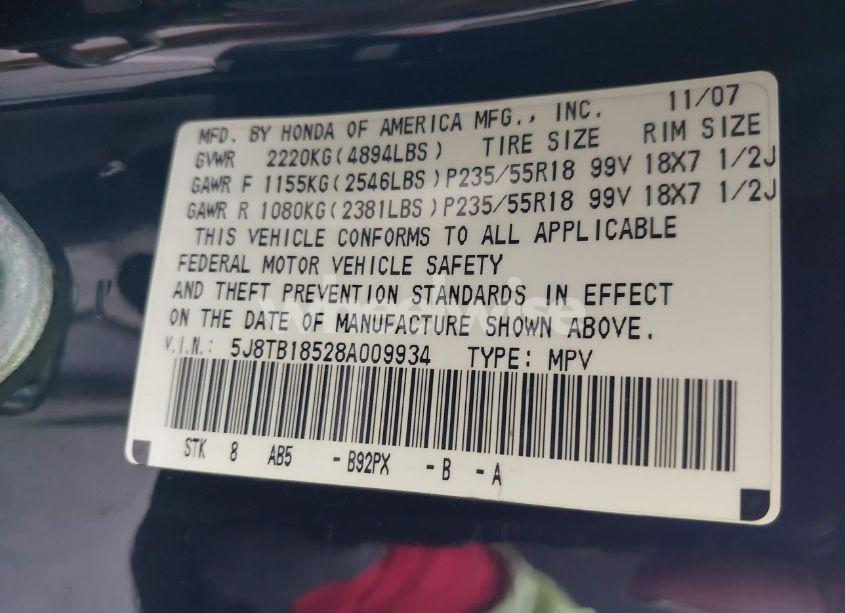 MFD. BY HONDA OF AMERICA MFG., INC. 11/07
GVWR 2220KG(4894LBS) TIRE SIZE RIM SIZE
GAWR F 1155KG(2546LBS)P235/55R18 99V 18X7 1/2J
GAWR R 1080KG(2381LBS)P235/55R18 99V 18X7 1/2J
THIS VEHICLE CONFORMS TO ALL APPLICABLE
FEDERAL MOTOR VEHICLE SAFETY
AND THEFT PREVENTION STANDARDS IN EFFECT
ON THE DATE OF MANUFACTURE SHOWN ABOVE.
V.I.N.: 5J8TB18528A009934 TYPE: MPV
STK 8 AB5 -B92PX -B -A
wheelwise